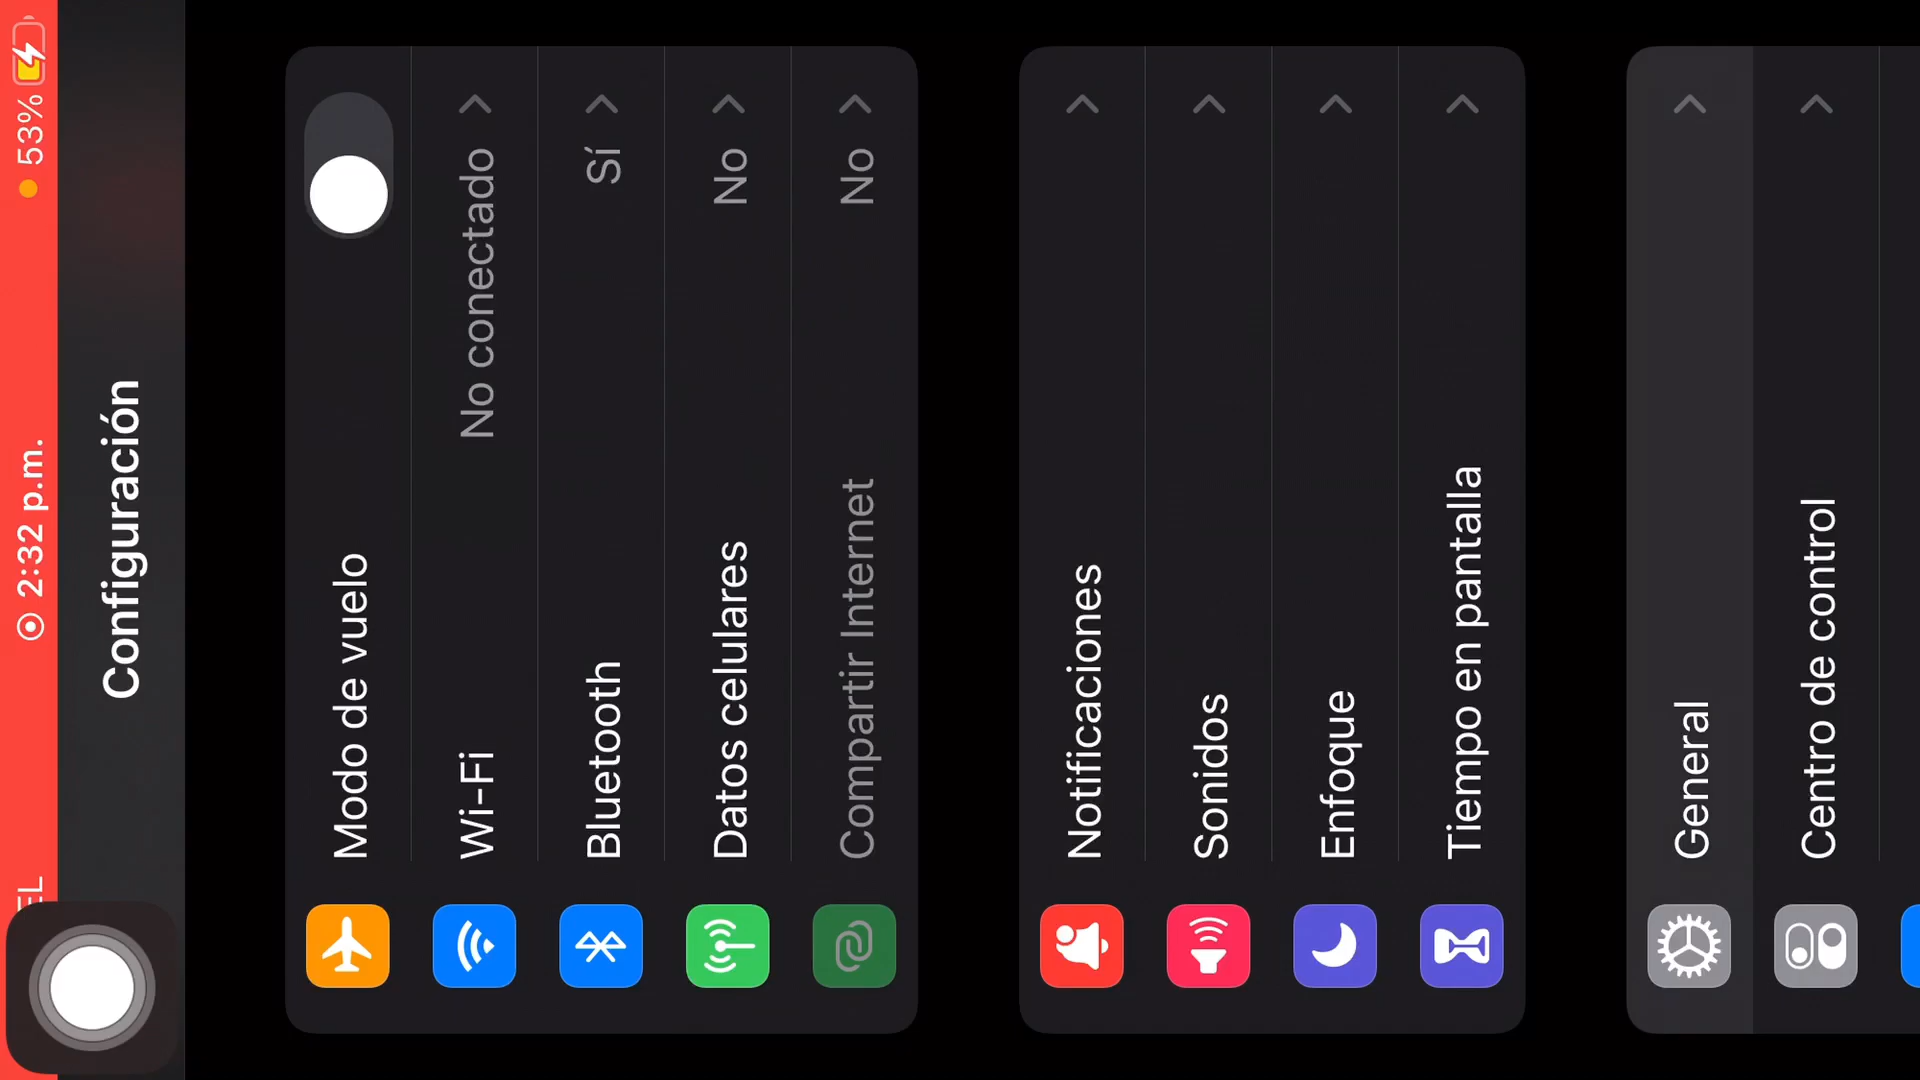 2:32 p.m.
53%
Configuración
Modo de vuelo
Wi-Fi No conectado
Bluetooth Sí
Datos celulares No
Compartir Internet No
Notificaciones
Sonidos
Enfoque
Tiempo en pantalla
General
Centro de control